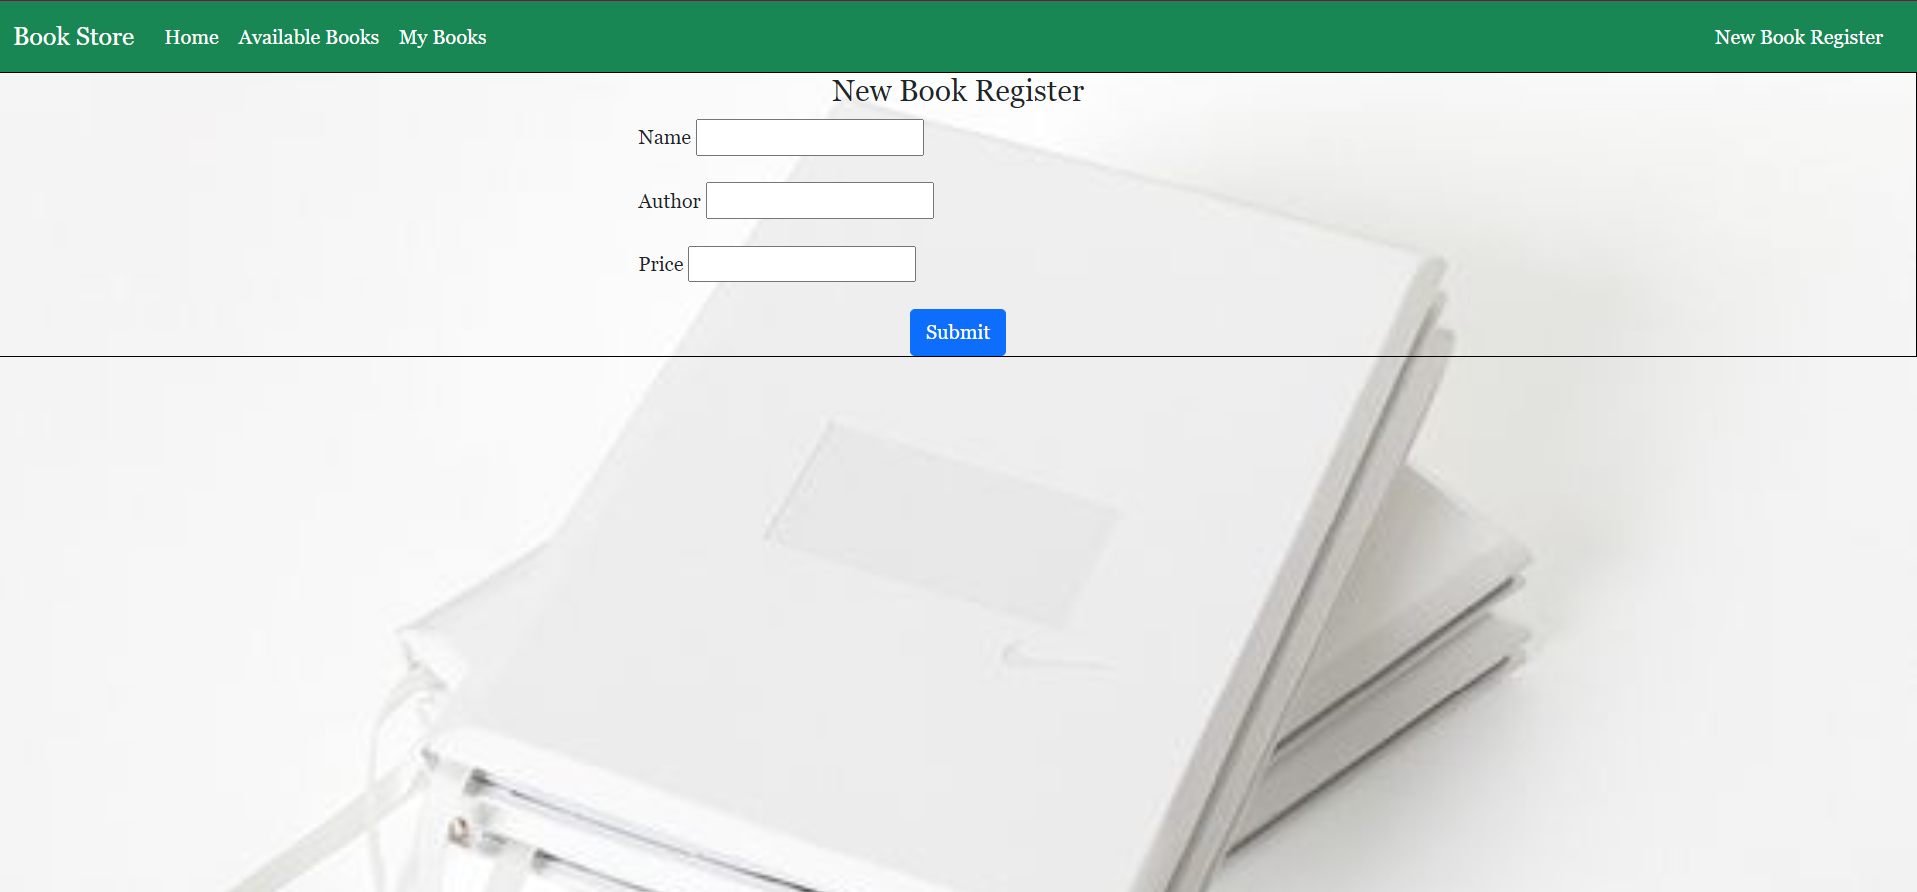 Book Store Home Available Books My Books New Book Register
New Book Register
Name
Author
Price
Submit